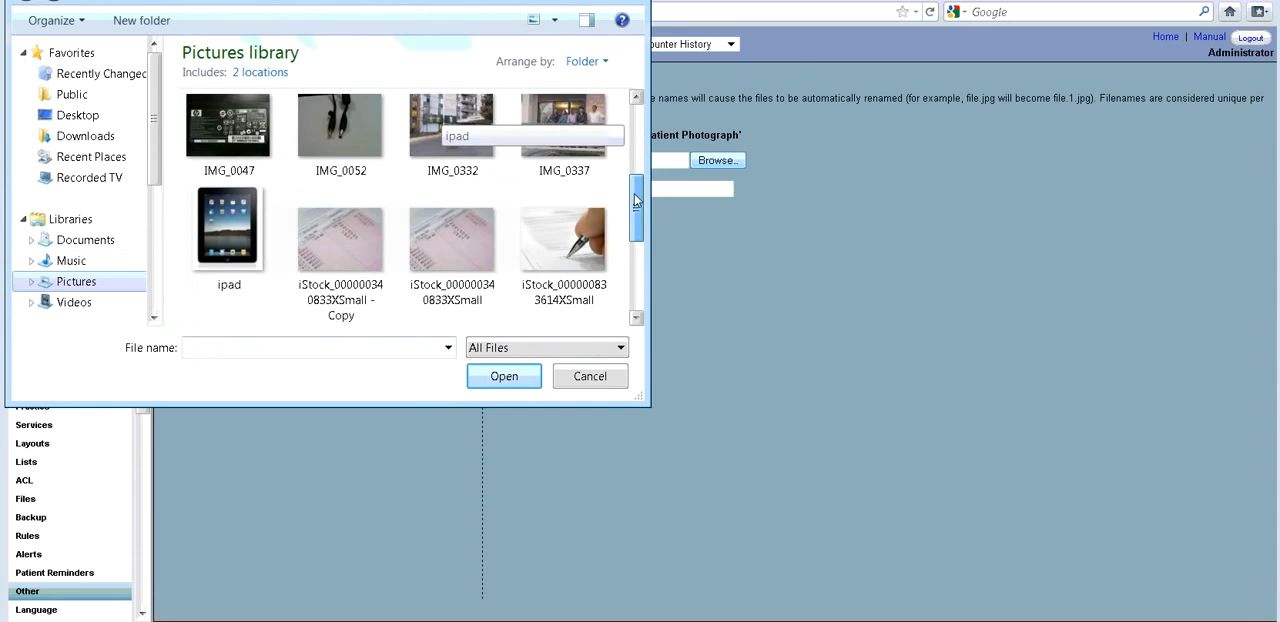 Organize
New folder
Google
Favorites
Recently Changed
Public
Desktop
Downloads
Recent Places
Recorded TV
Libraries
Documents
Music
Pictures
Videos
Pictures library
Includes: 2 locations
Arrange by: Folder
IMG_0047
IMG_0052
IMG_0332
IMG_0337
ipad
ipad
iStock_00000034
0833XSmall -
Copy
iStock_00000034
0833XSmall
iStock_00000083
3614XSmall
File name:
All Files
Open
Cancel
unter History
Home | Manual
Logout
Administrator
e names will cause the files to be automatically renamed (for example, file.jpg will become file.1.jpg). Filenames are considered unique per
atient Photograph'
Browse...
Services
Layouts
Lists
ACL
Files
Backup
Rules
Alerts
Patient Reminders
Other
Language